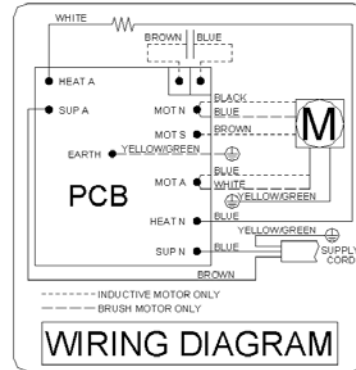 WHITE
BROWN BLUE
HEAT A
SUP A
BLACK
MOT N
BLUE
MOT S
BROWN
M
YELLOW/GREEN
EARTH
BLUE
MOT A
WHITE
YELLOW/GREEN
PCB
HEAT N
BLUE
YELLOW/GREEN
SUP N
BLUE
SUPPLY
CORD
BROWN
INDUCTIVE MOTOR ONLY
BRUSH MOTOR ONLY
WIRING DIAGRAM